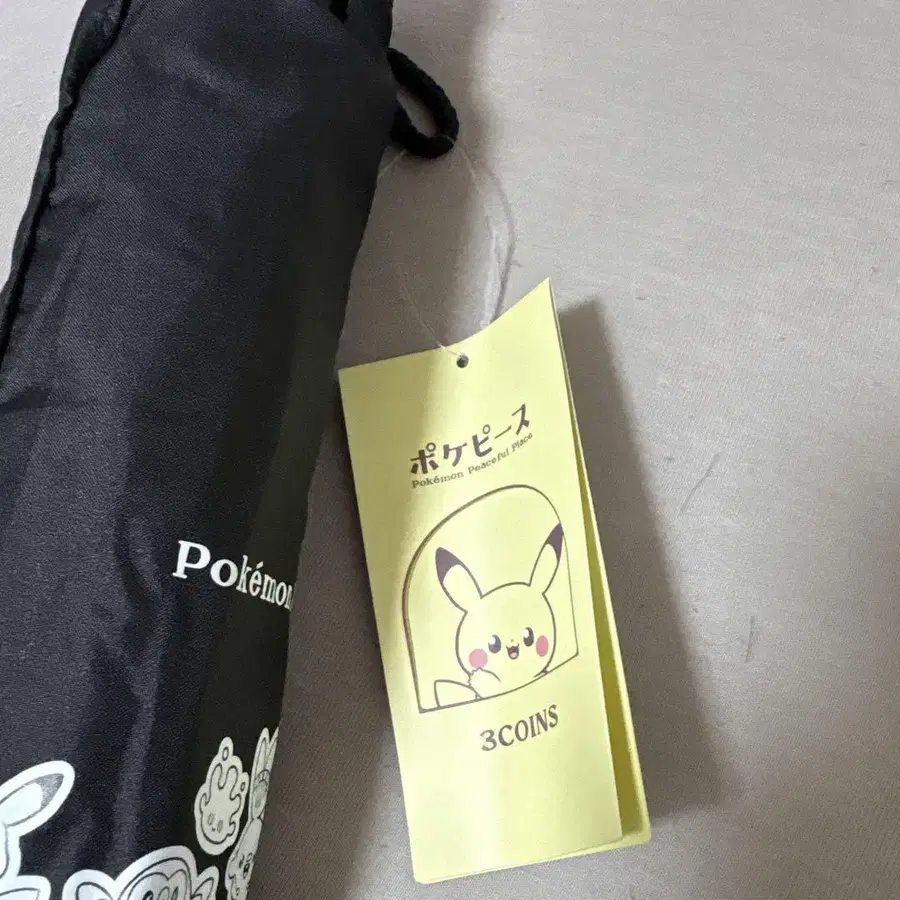 ポケピース
Pokémon Peaceful Place
3COINS
Pokémon